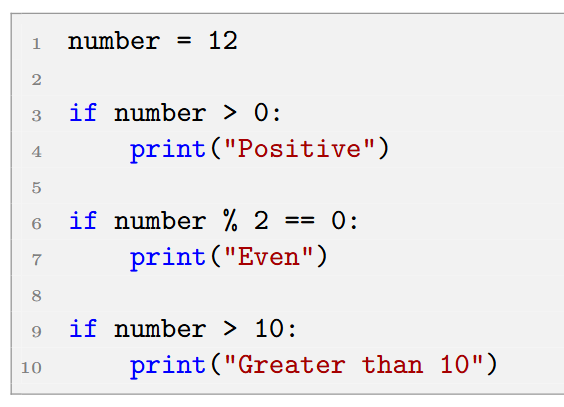 1 number = 12
2
3 if number > 0:
4     print("Positive")
5
6 if number % 2 == 0:
7     print("Even")
8
9 if number > 10:
10     print("Greater than 10")